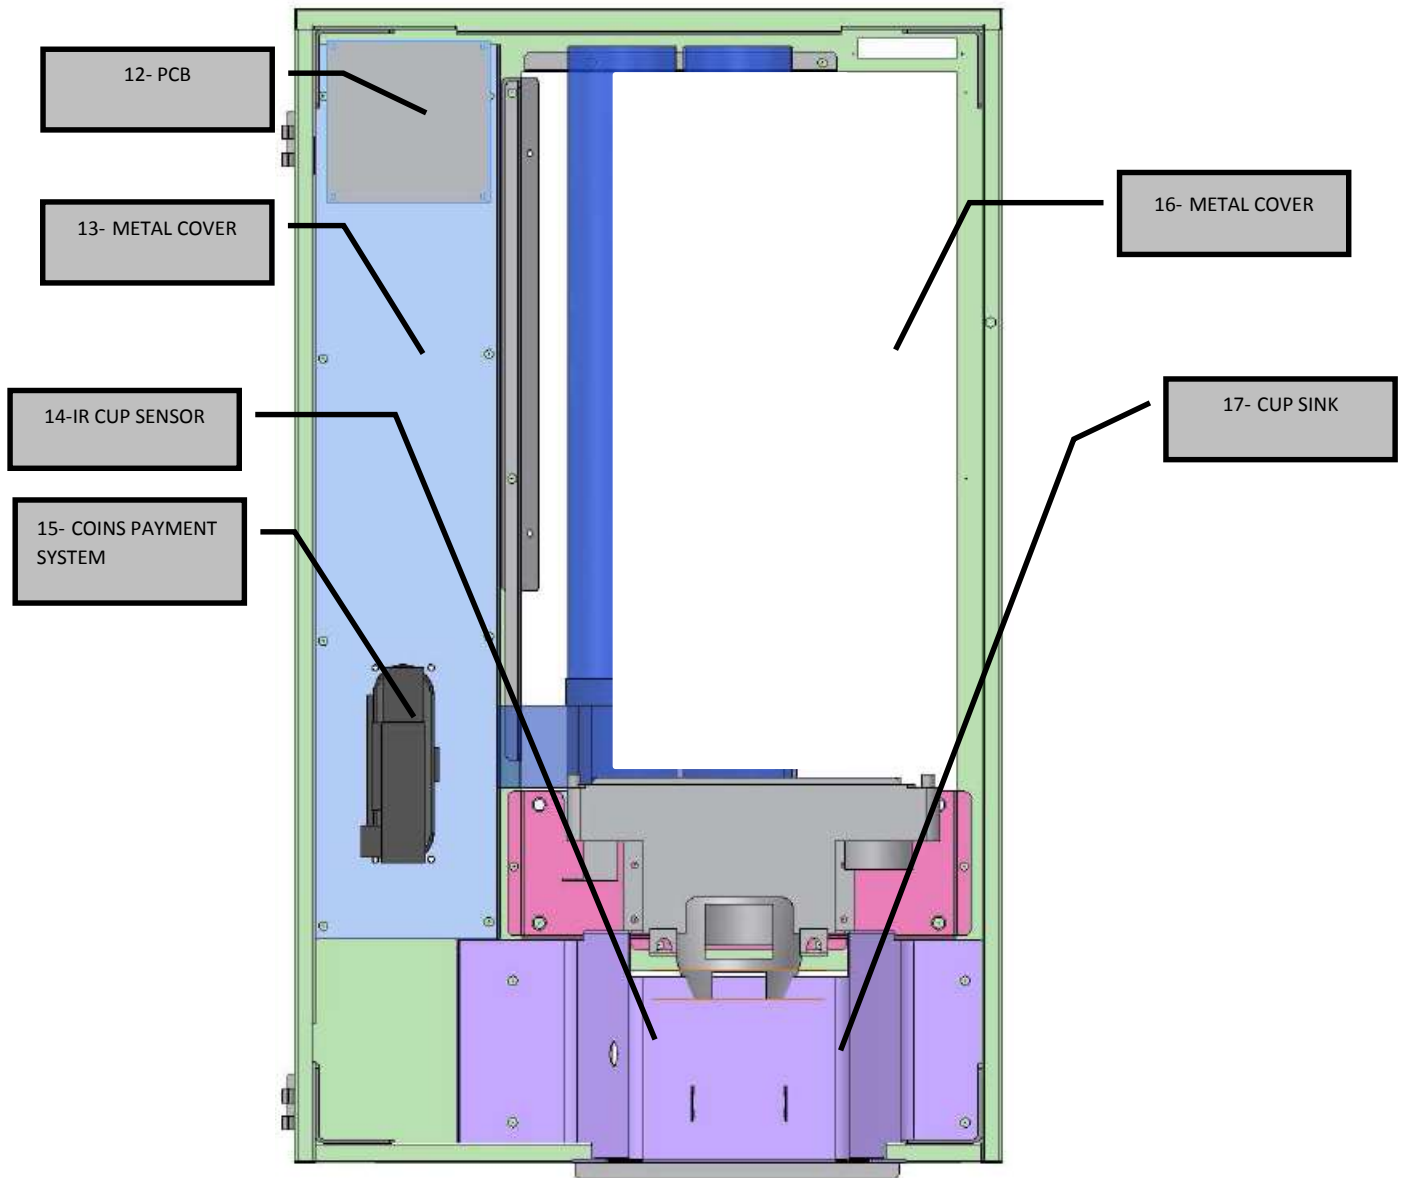 12- PCB
13- METAL COVER
14-IR CUP SENSOR
15- COINS PAYMENT
SYSTEM
16- METAL COVER
17- CUP SINK